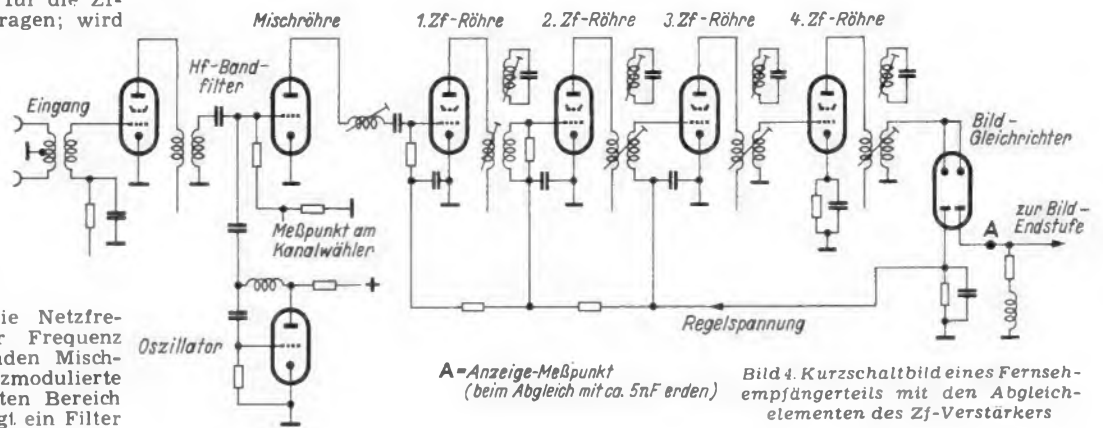 für die Zf-
ragen; wird
Mischröhre
1. Zf-Röhre
2. Zf-Röhre
3. Zf-Röhre
4. Zf-Röhre
Hf-Band-
filter
Eingang
Bild-
Gleichrichter
zur Bild-
Endstufe
A
Meßpunkt am
Kanalwähler
+
Oszillator
Regelspannung
ie Netzfre-
r Frequenz
nden Misch-
zmodulierte
ten Bereich
gt ein Filter
A = Anzeige-Meßpunkt
(beim Abgleich mit ca. 5nF erden)
Bild 4. Kurzschaltbild eines Fernseh-
empfängerteils mit den Abgleich-
elementen des Zf-Verstärkers